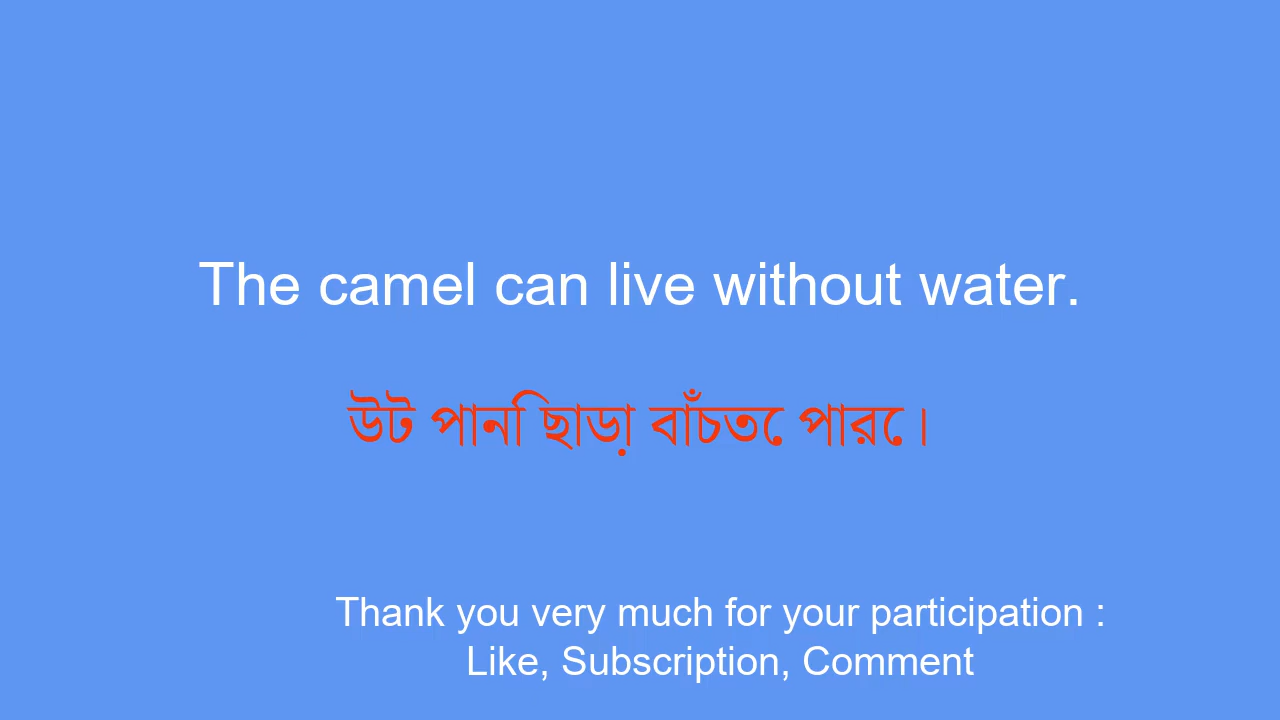 The camel can live without water.
উট পানি ছাড়া বাঁচতে পারে।
Thank you very much for your participation :
Like, Subscription, Comment